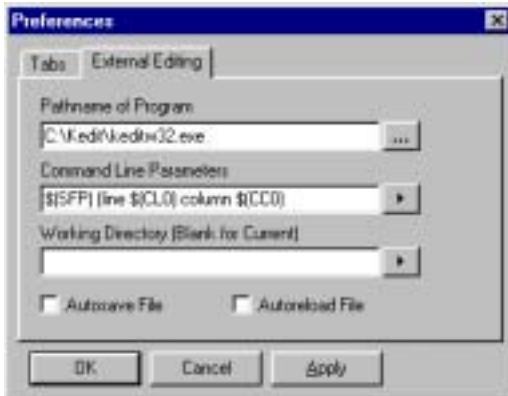 Preferences
Tabs External Editing
Pathname of Program
C:\Kedit\keditw32.exe ...
Command Line Parameters
$(SFP) (line $(CL0) column $(CC0)
Working Directory (Blank for Current)
Autosave File Autoreload File
OK Cancel Apply